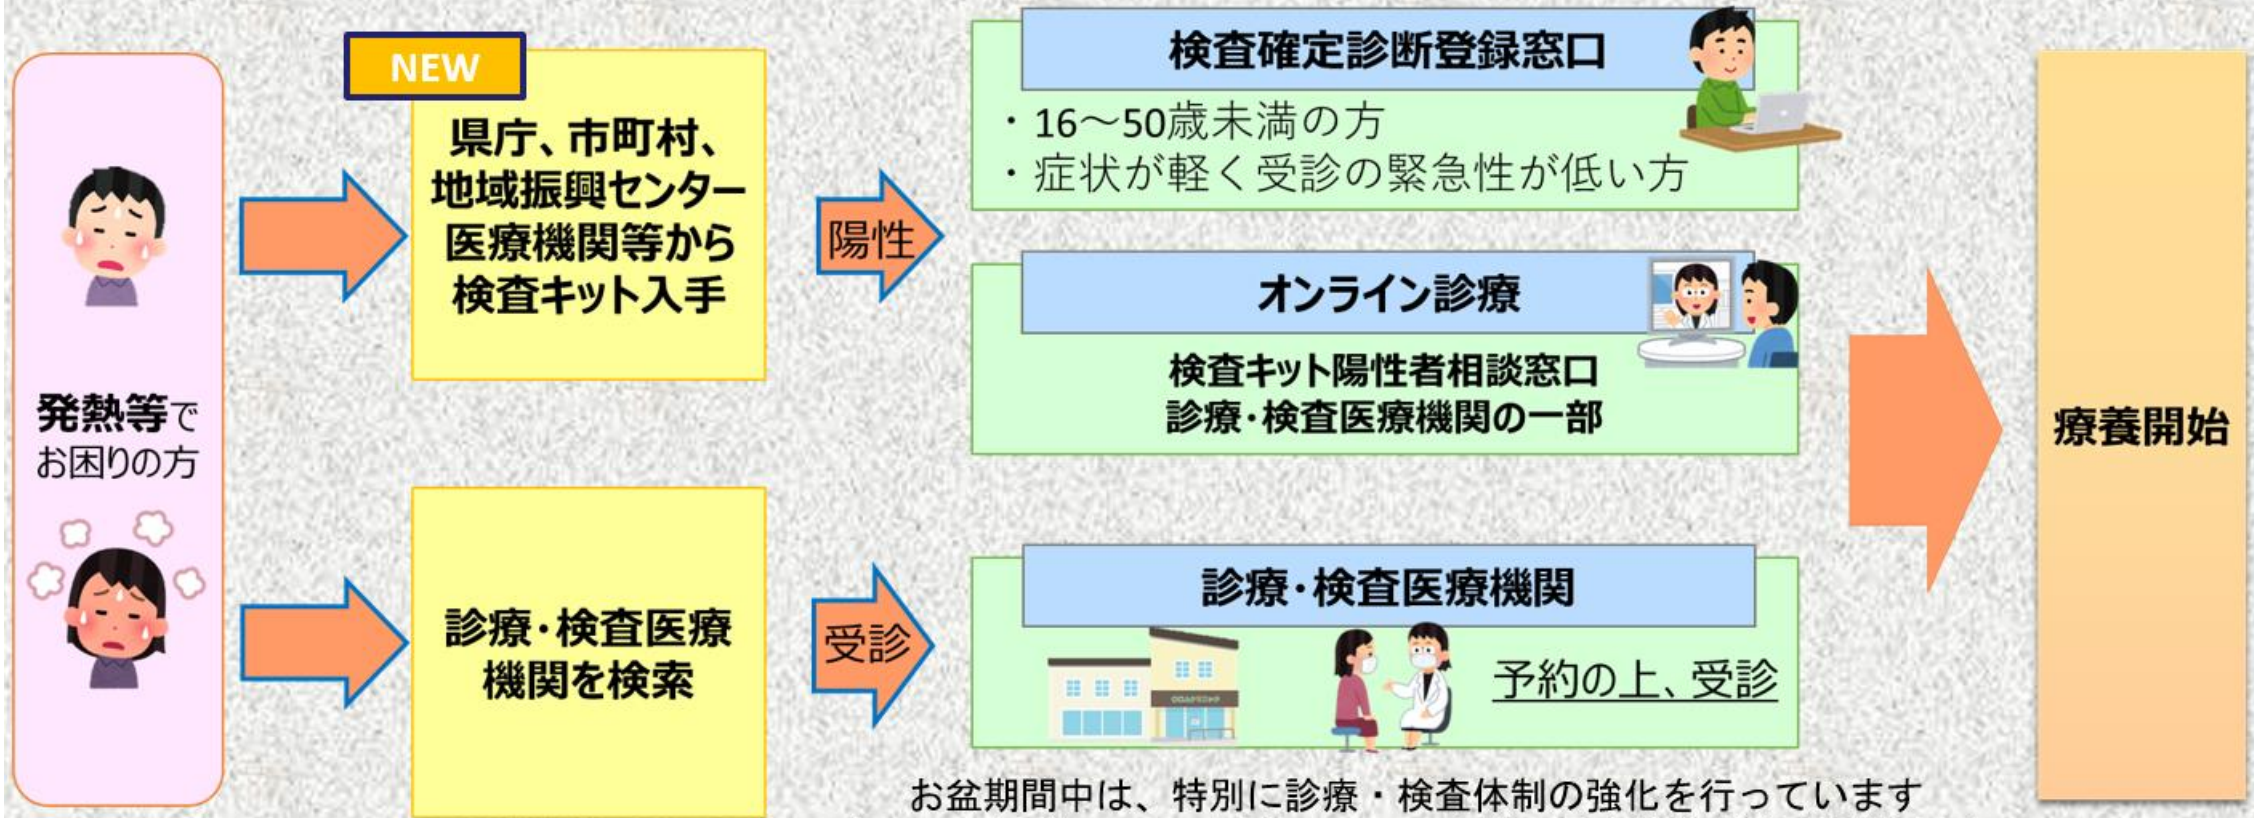 発熱等で
お困りの方
NEW
県庁、市町村、
地域振興センター
医療機関等から
検査キット入手
陽性
検査確定診断登録窓口
・16～50歳未満の方
・症状が軽く受診の緊急性が低い方
オンライン診療
検査キット陽性者相談窓口
診療・検査医療機関の一部
診療・検査医療
機関を検索
受診
診療・検査医療機関
予約の上、受診
お盆期間中は、特別に診療・検査体制の強化を行っています
療養開始